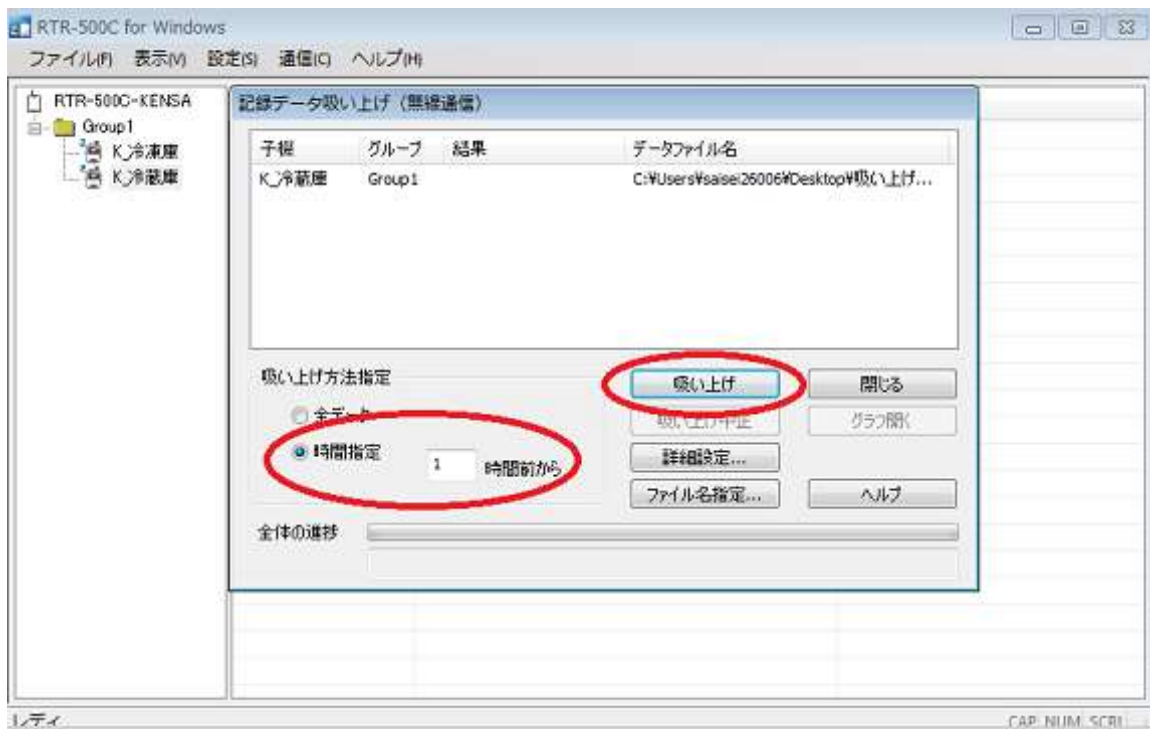 RTR-500C for Windows
ファイル(F) 表示(V) 設定(S) 通信(C) ヘルプ(H)
RTR-500C-KENSA
Group1
K_冷凍庫
K_冷蔵庫
記録データ吸い上げ（無線通信）
子機 グループ 結果 データファイル名
K_冷蔵庫 Group1 C:¥Users¥saisei26006¥Desktop¥吸い上げ...
吸い上げ方法指定
全データ
時間指定 1 時間前から
吸い上げ 閉じる
吸い上げ中止 グラフ開く
詳細設定...
ファイル名指定... ヘルプ
全体の進捗
レディ CAP NUM SCRL